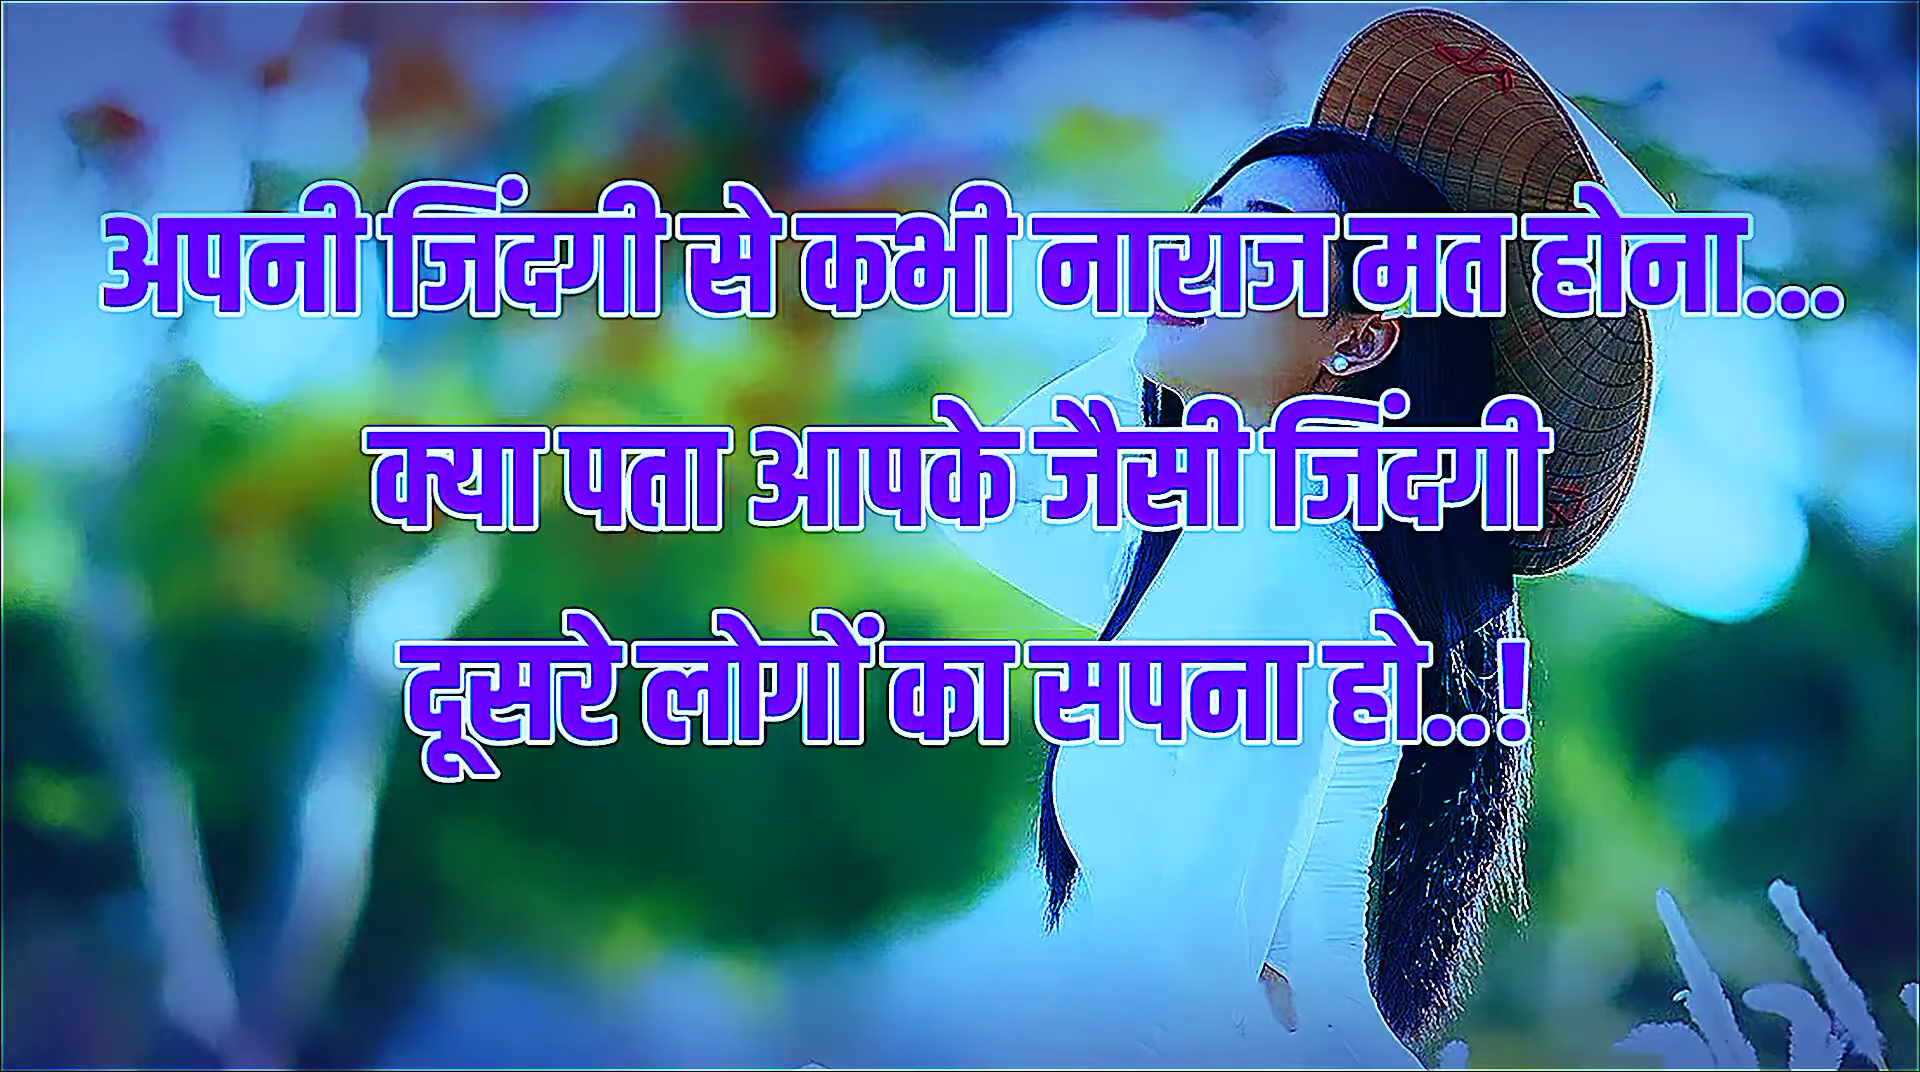 अपनी जिंदगी से कभी नाराज मत होना...
क्या पता आपके जैसी जिंदगी
दूसरे लोगों का सपना हो..!